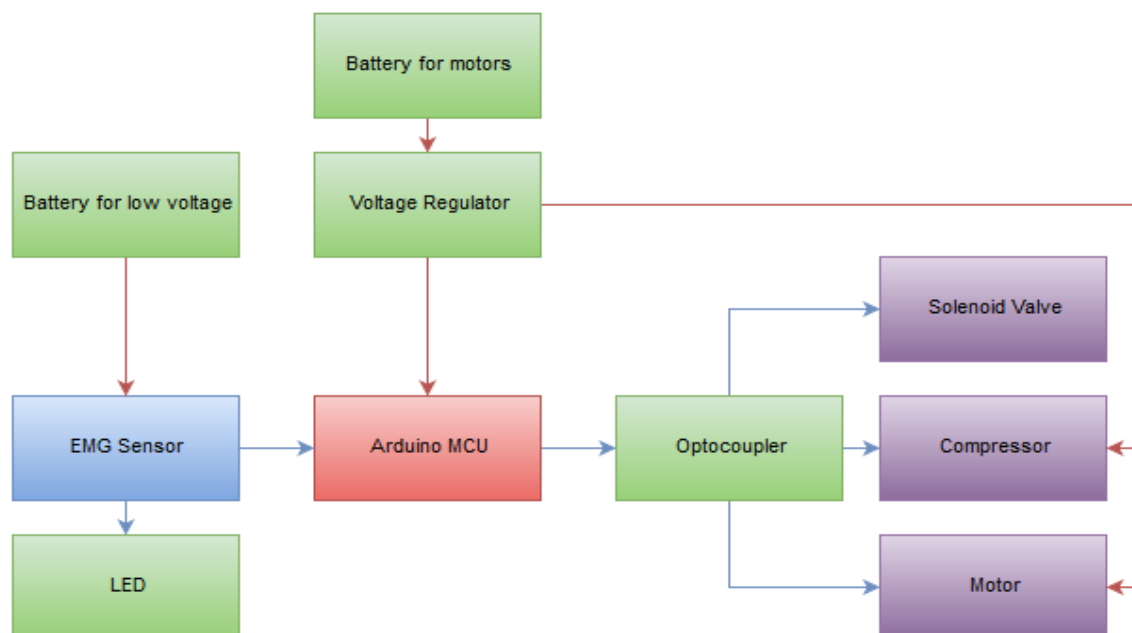 Battery for motors
Battery for low voltage
Voltage Regulator
Solenoid Valve
EMG Sensor
Arduino MCU
Optocoupler
Compressor
LED
Motor